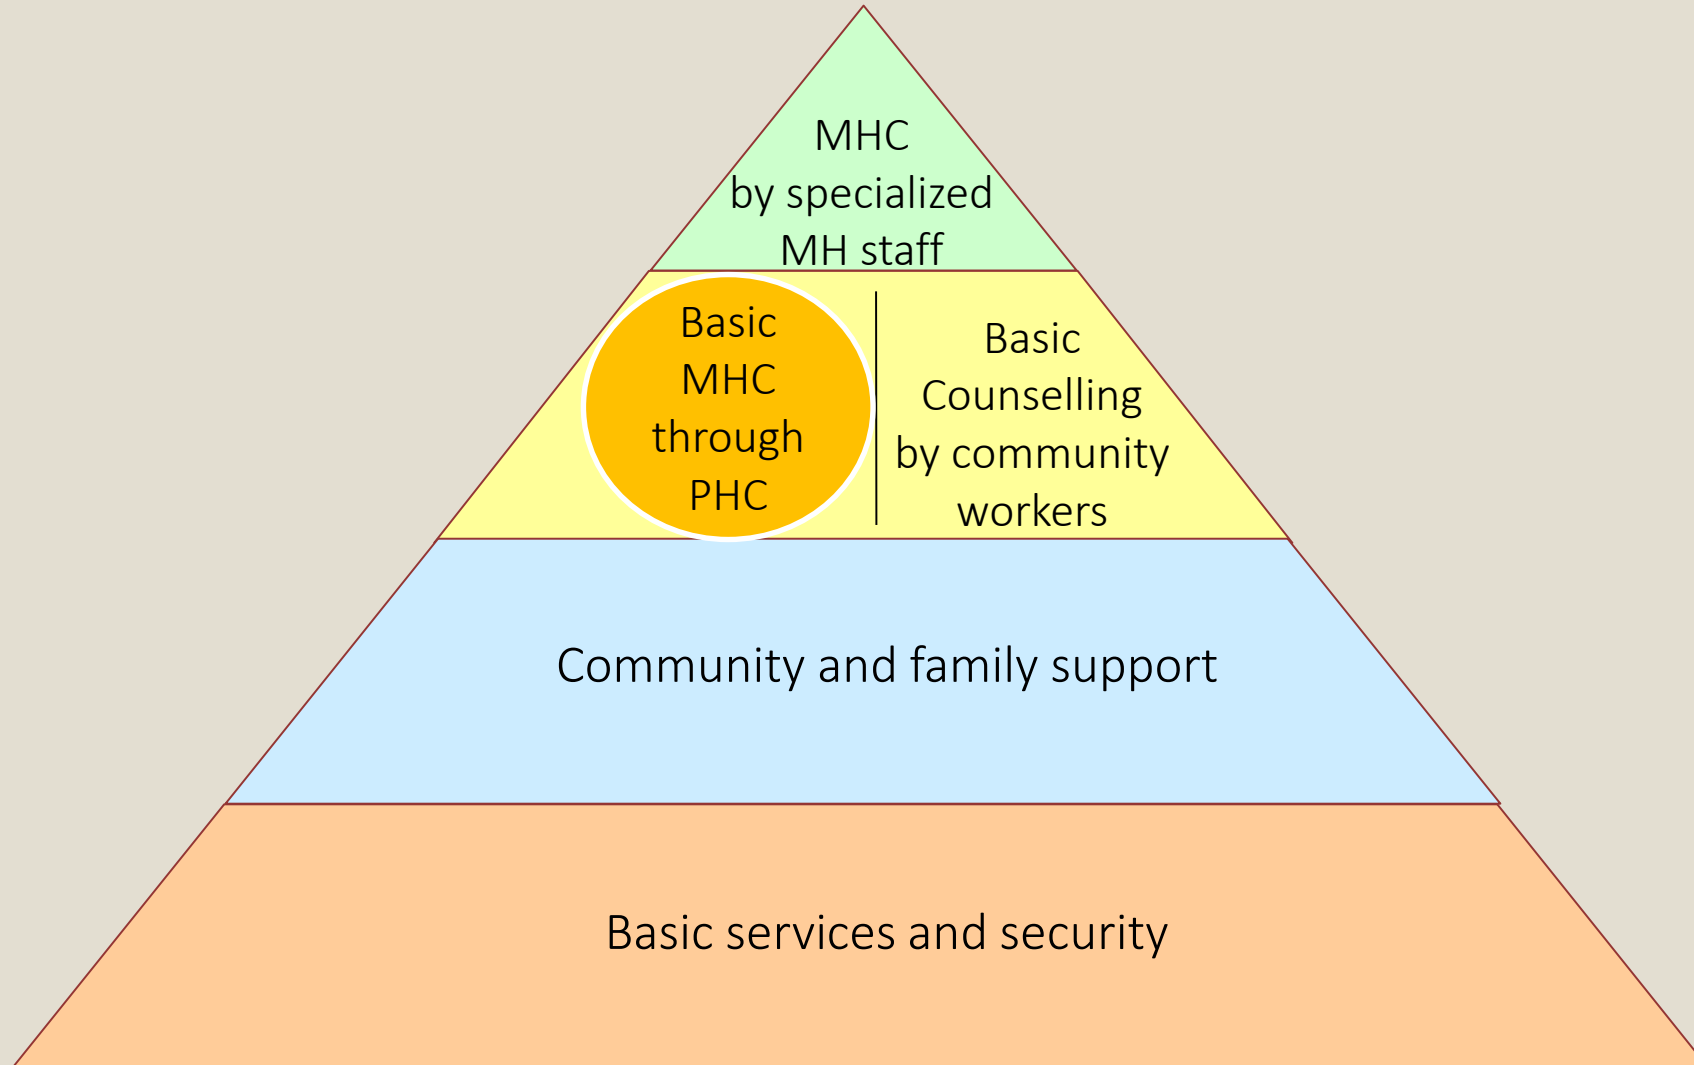 MHC
by specialized
MH staff
Basic
MHC
through
PHC
Basic
Counselling
by community
workers
Community and family support
Basic services and security